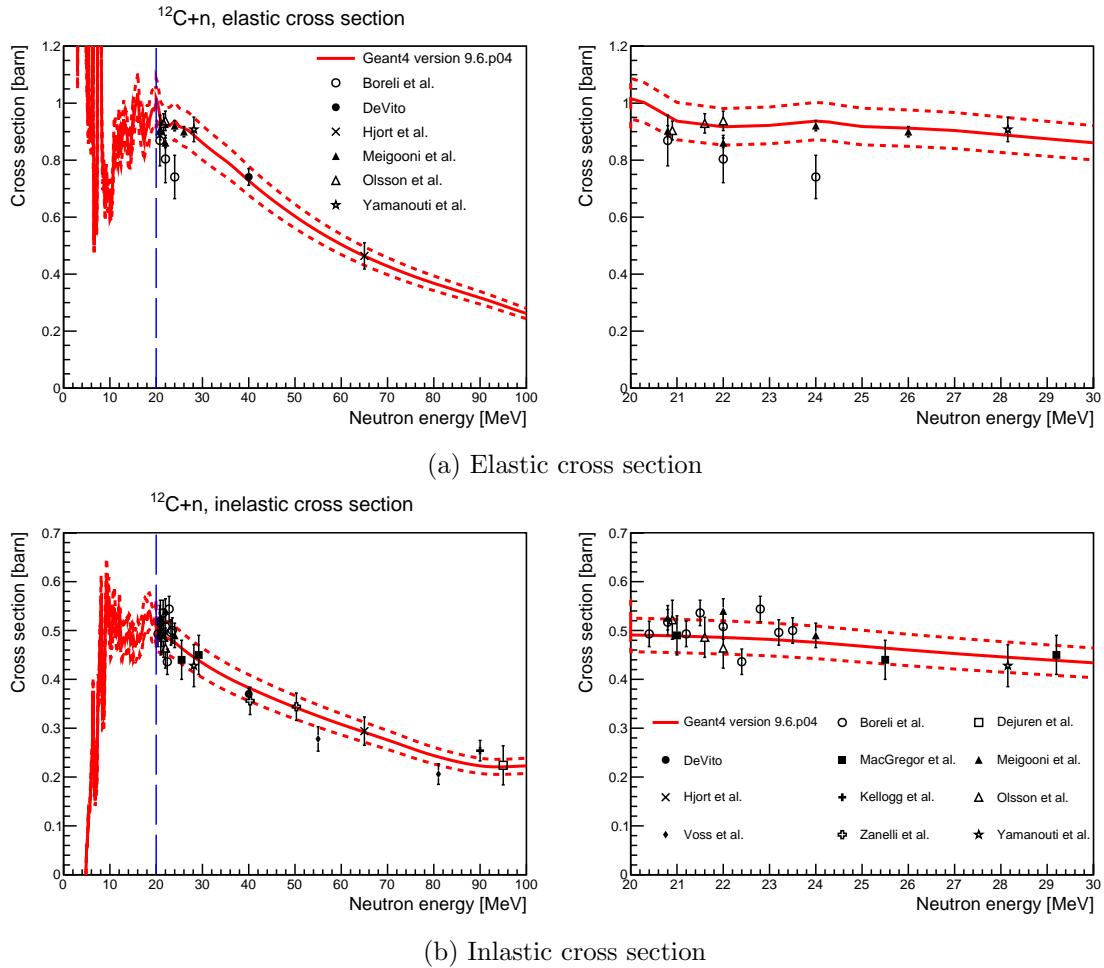 ¹²C+n, elastic cross section
Cross section [barn]
1.2
1
0.8
0.6
0.4
0.2
0
Geant4 version 9.6.p04
Boreli et al.
DeVito
Hjort et al.
Meigooni et al.
Olsson et al.
Yamanouti et al.
0 10 20 30 40 50 60 70 80 90 100
Neutron energy [MeV]
Cross section [barn]
1.2
1
0.8
0.6
0.4
0.2
0
20 21 22 23 24 25 26 27 28 29 30
Neutron energy [MeV]
(a) Elastic cross section
¹²C+n, inelastic cross section
Cross section [barn]
0.7
0.6
0.5
0.4
0.3
0.2
0.1
0
0 10 20 30 40 50 60 70 80 90 100
Neutron energy [MeV]
Cross section [barn]
0.7
0.6
0.5
0.4
0.3
0.2
0.1
0
Geant4 version 9.6.p04 Boreli et al. Dejuren et al.
DeVito MacGregor et al. Meigooni et al.
Hjort et al. Kellogg et al. Olsson et al.
Voss et al. Zanelli et al. Yamanouti et al.
20 21 22 23 24 25 26 27 28 29 30
Neutron energy [MeV]
(b) Inlastic cross section